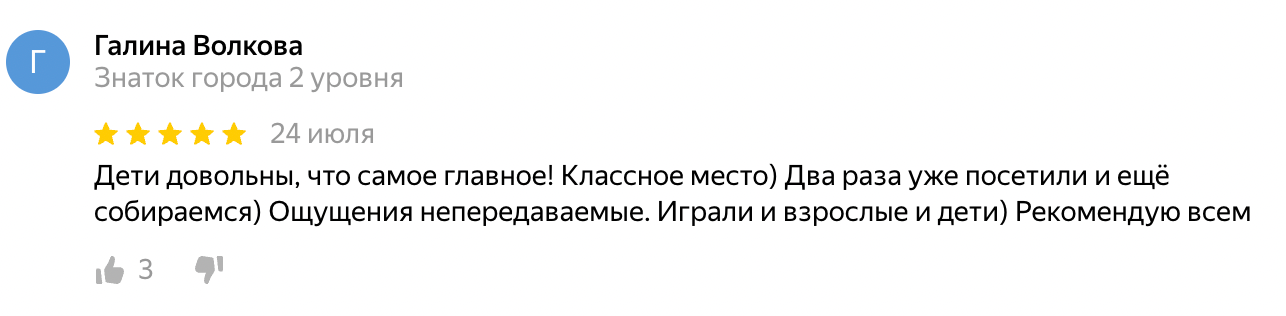 Г
Галина Волкова
Знаток города 2 уровня
24 июля
Дети довольны, что самое главное! Классное место) Два раза уже посетили и ещё
собираемся) Ощущения непередаваемые. Играли и взрослые и дети) Рекомендую всем
3